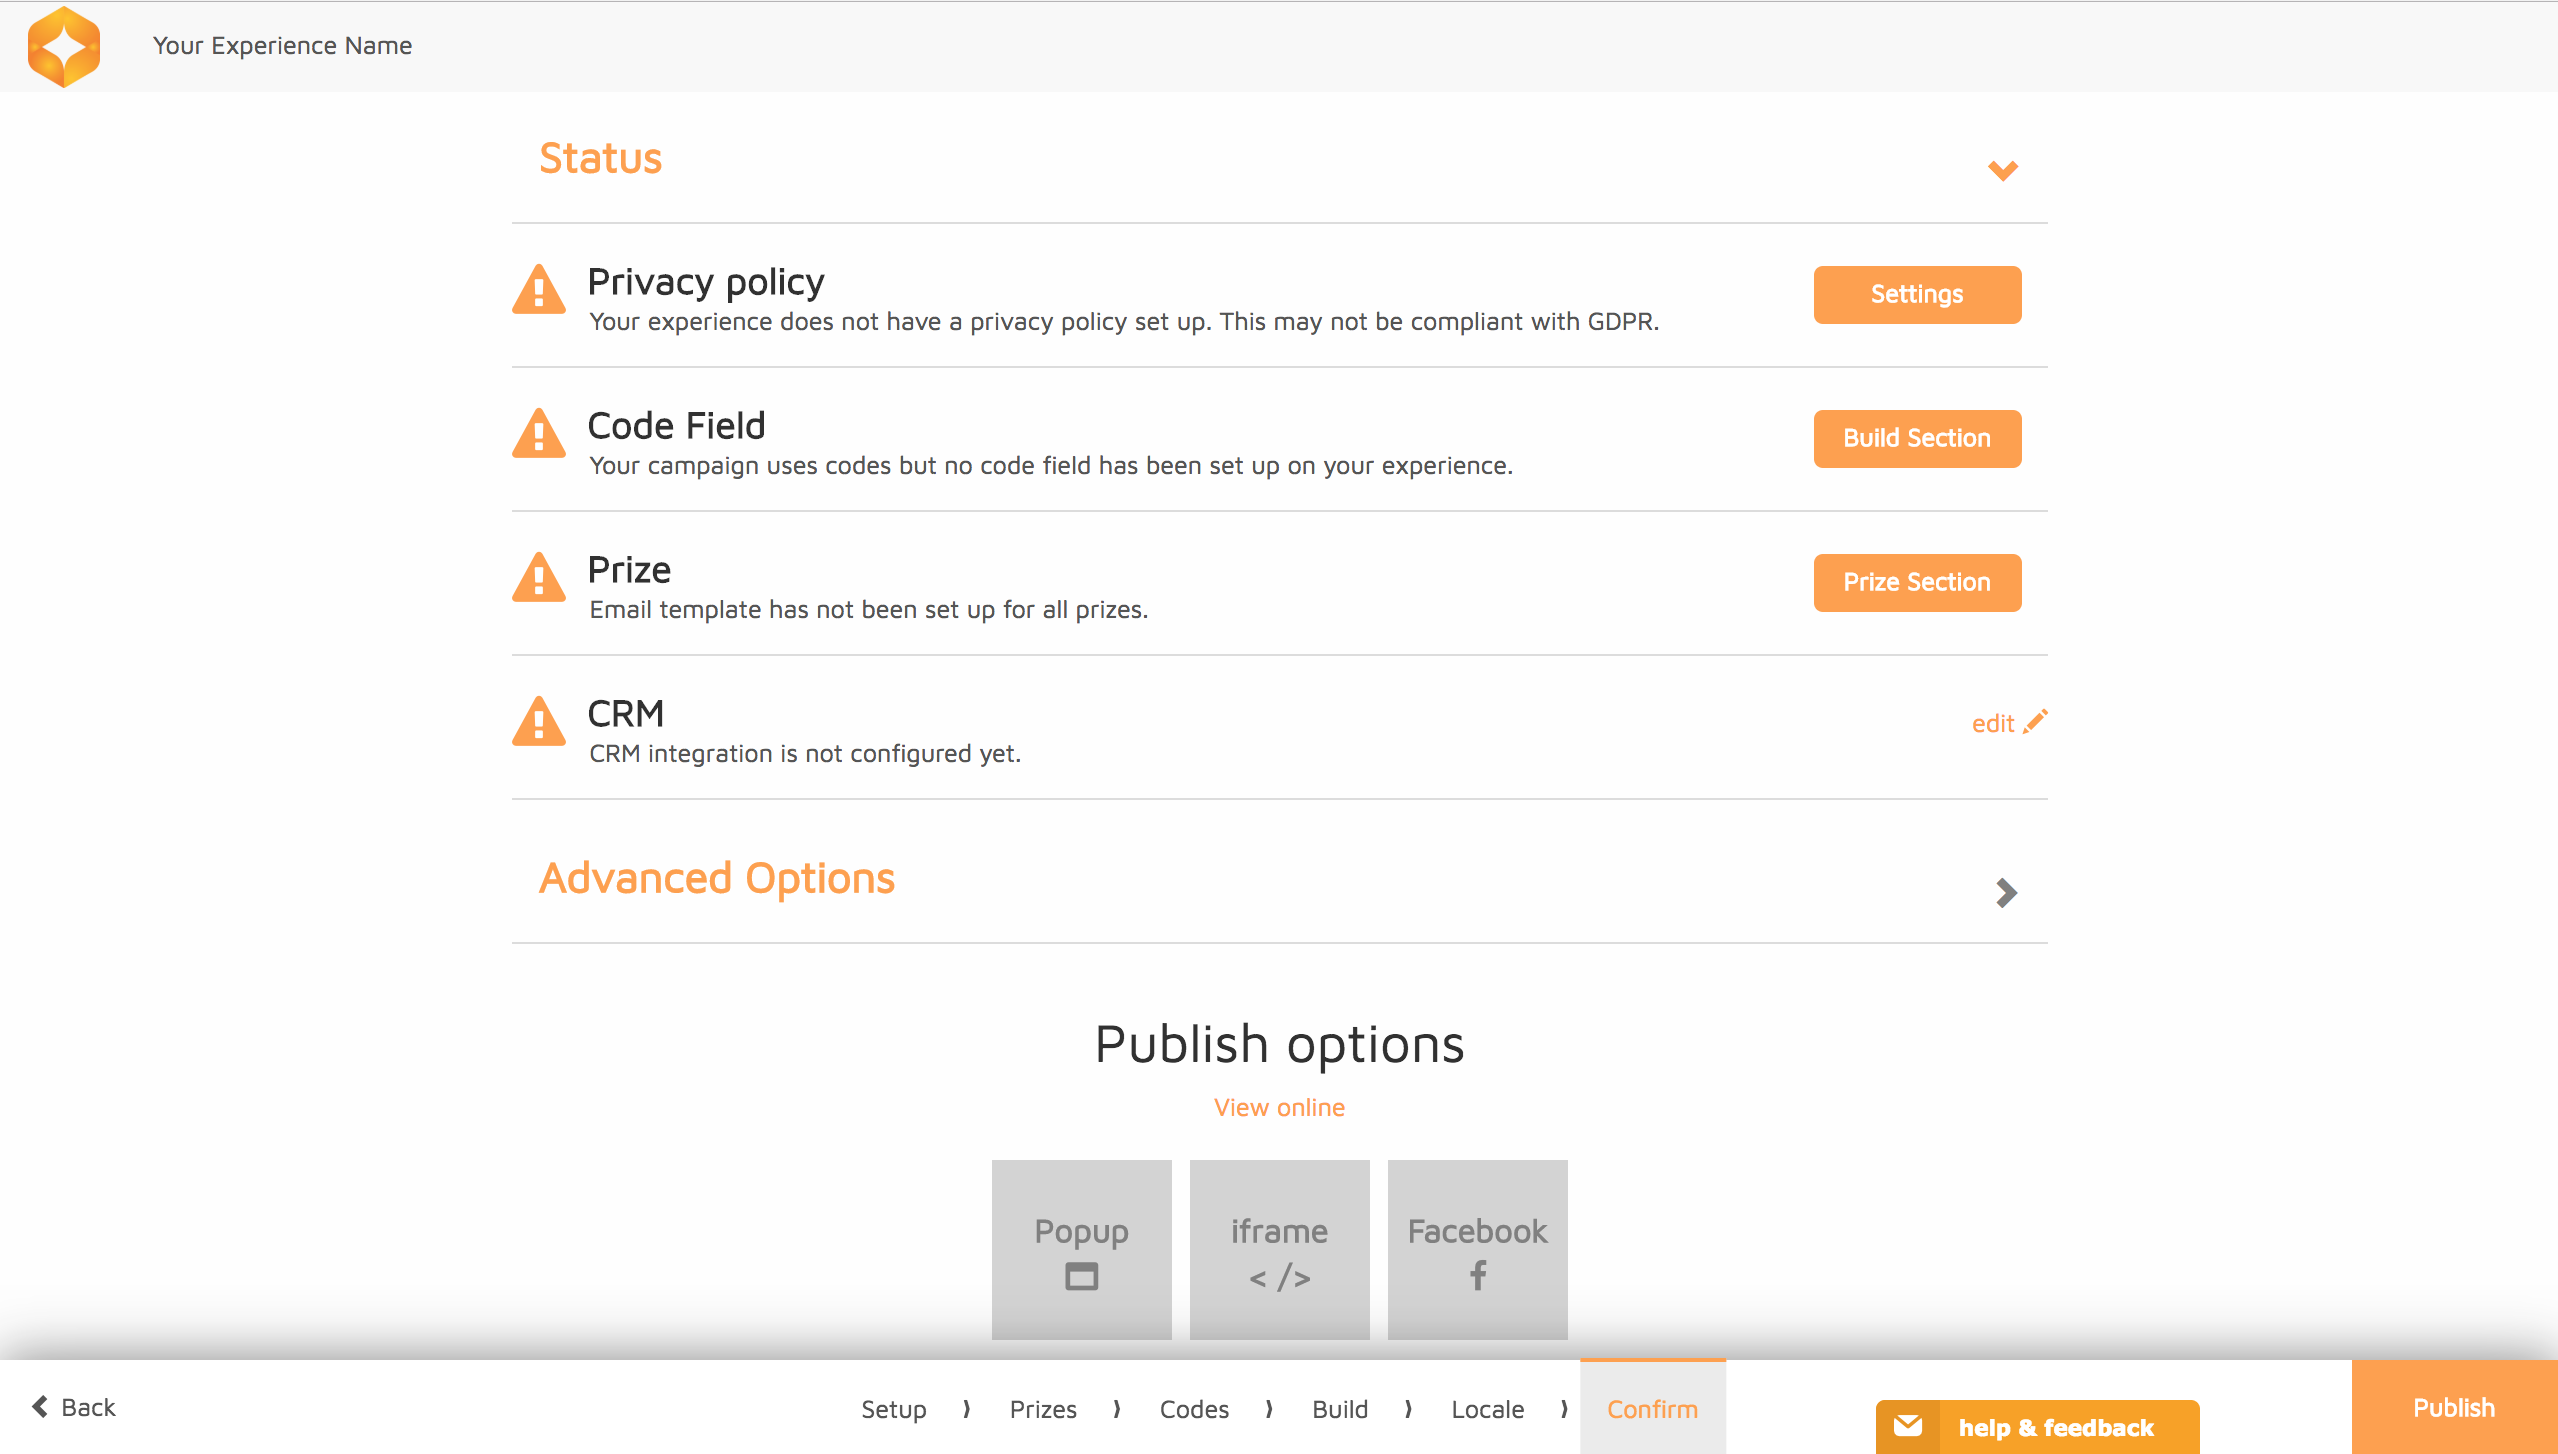 Your Experience Name
Status
Privacy policy
Your experience does not have a privacy policy set up. This may not be compliant with GDPR.
Settings
Code Field
Your campaign uses codes but no code field has been set up on your experience.
Build Section
Prize
Email template has not been set up for all prizes.
Prize Section
CRM
CRM integration is not configured yet.
edit
Advanced Options
Publish options
View online
Popup
iframe
< />
Facebook
f
Back
Setup
Prizes
Codes
Build
Locale
Confirm
help & feedback
Publish